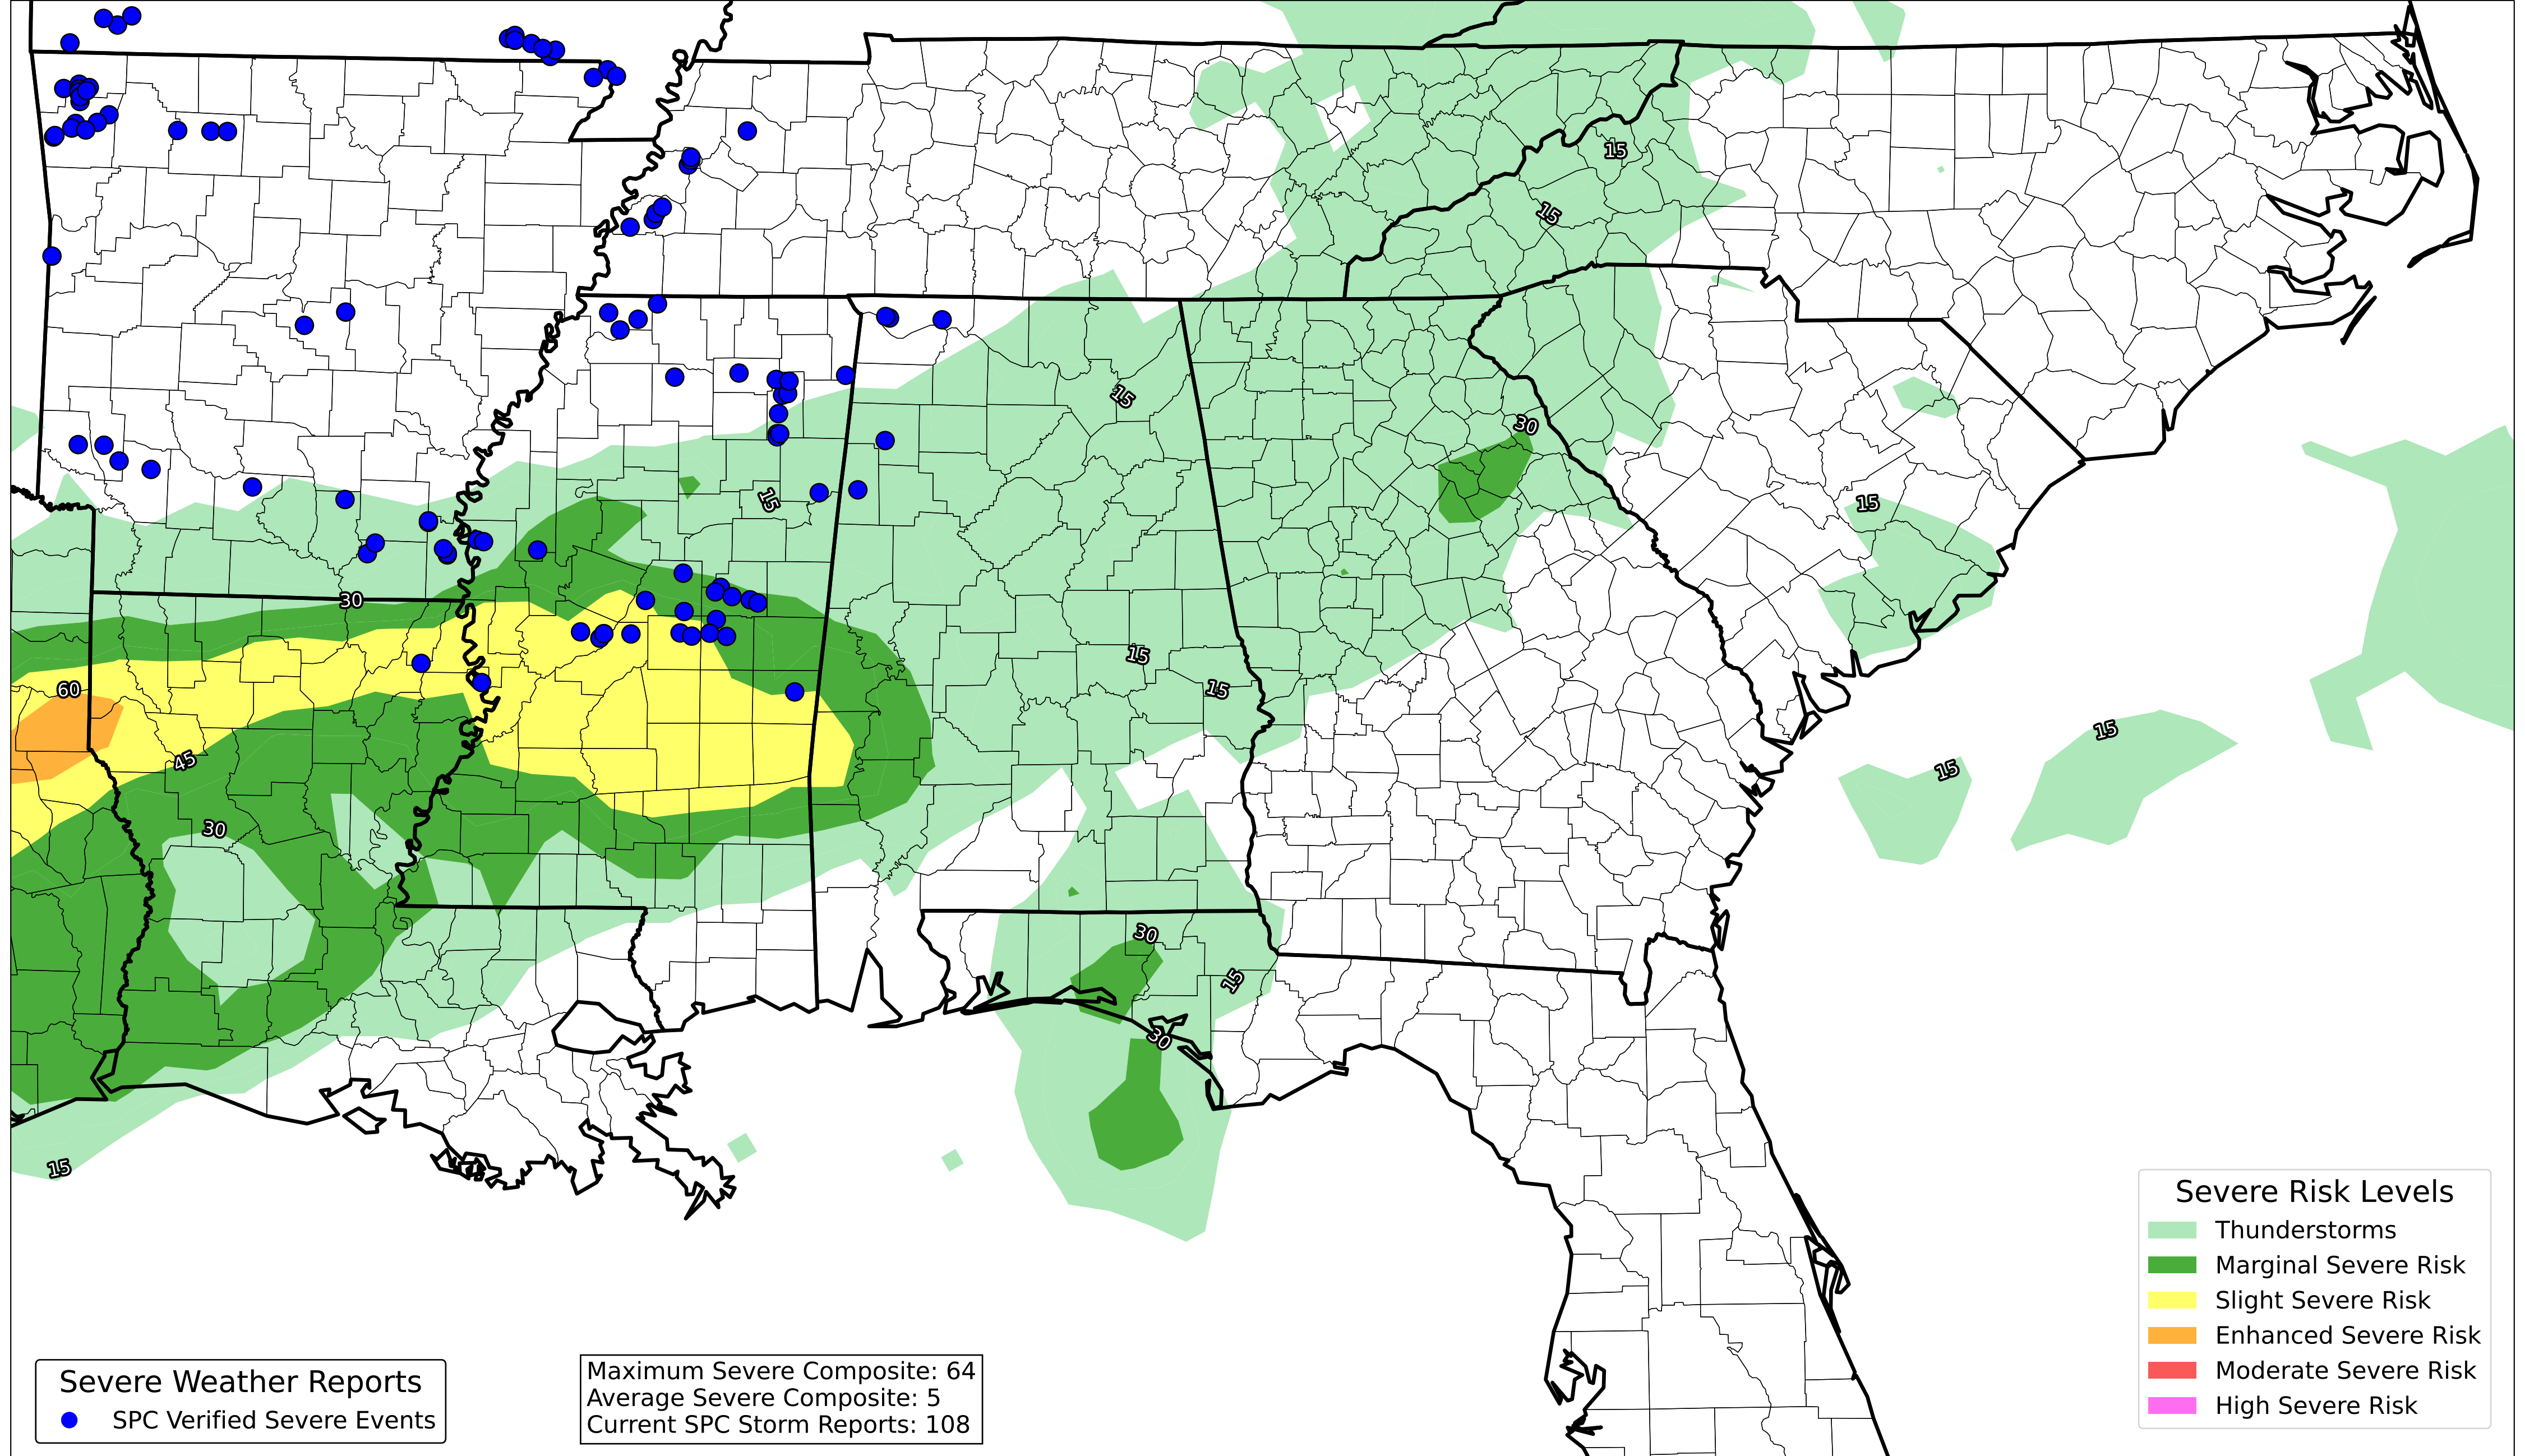 15
15
30
15
15
15
30
15
60
15
15
45
15
30
30
15
30
15
Severe Weather Reports
SPC Verified Severe Events
Maximum Severe Composite: 64
Average Severe Composite: 5
Current SPC Storm Reports: 108
Severe Risk Levels
Thunderstorms
Marginal Severe Risk
Slight Severe Risk
Enhanced Severe Risk
Moderate Severe Risk
High Severe Risk